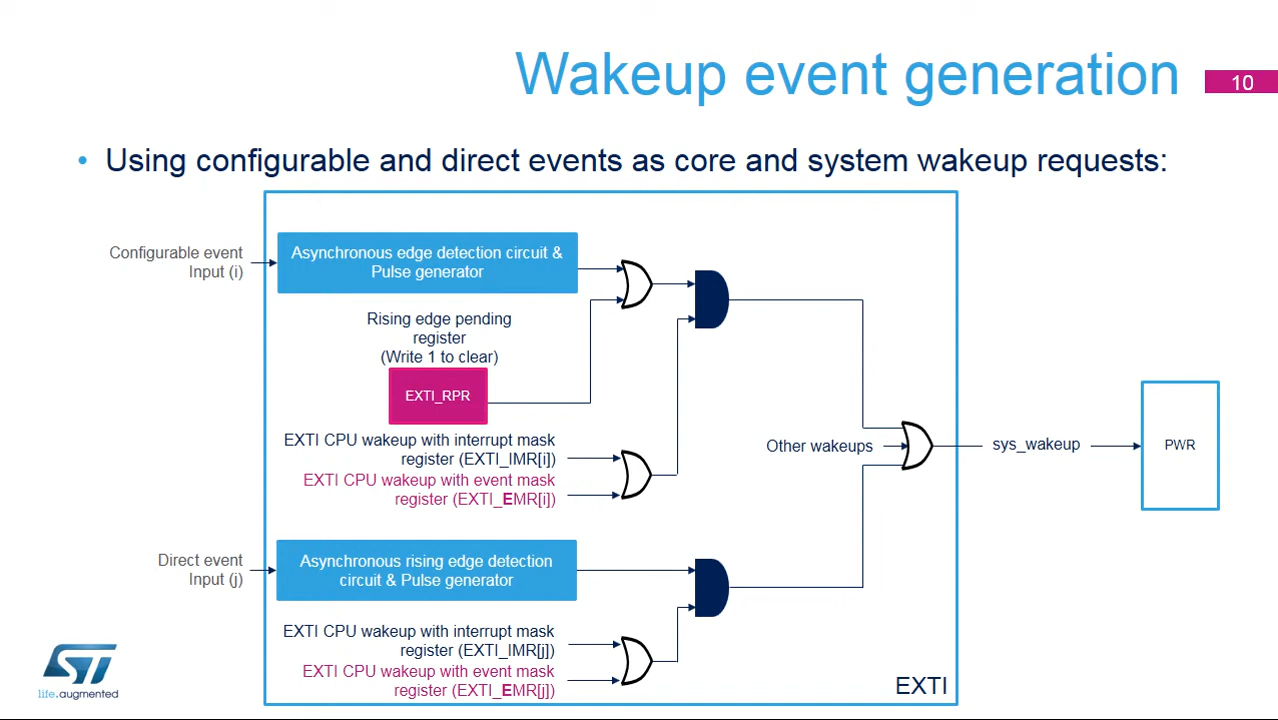 Wakeup event generation
10
• Using configurable and direct events as core and system wakeup requests:
Configurable event
Input (i)
Asynchronous edge detection circuit &
Pulse generator
Rising edge pending
register
(Write 1 to clear)
EXTI_RPR
EXTI CPU wakeup with interrupt mask
register (EXTI_IMR[i])
EXTI CPU wakeup with event mask
register (EXTI_EMR[i])
Other wakeups
sys_wakeup
PWR
Direct event
Input (j)
Asynchronous rising edge detection
circuit & Pulse generator
EXTI CPU wakeup with interrupt mask
register (EXTI_IMR[j])
EXTI CPU wakeup with event mask
register (EXTI_EMR[j])
EXTI
ST
life.augmented